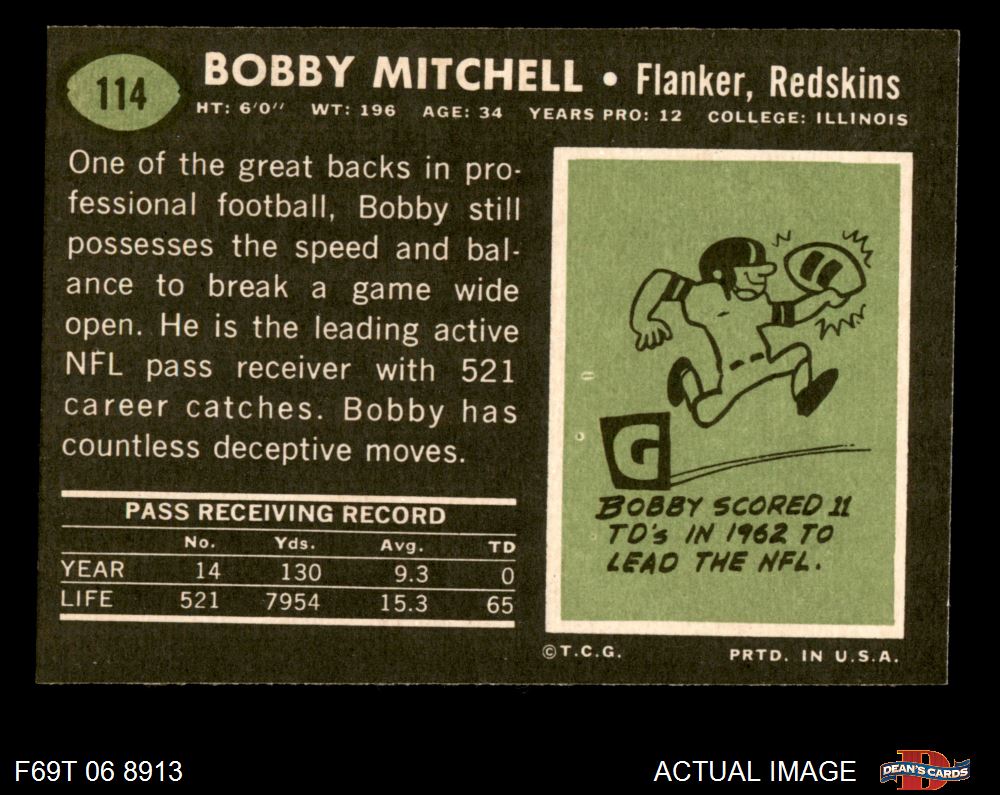 114
BOBBY MITCHELL • Flanker, Redskins
HT: 6'0" WT: 196 AGE: 34 YEARS PRO: 12 COLLEGE: ILLINOIS
One of the great backs in pro-
fessional football, Bobby still
possesses the speed and bal-
ance to break a game wide
open. He is the leading active
NFL pass receiver with 521
career catches. Bobby has
countless deceptive moves.
PASS RECEIVING RECORD
No. Yds. Avg. TD
YEAR 14 130 9.3 0
LIFE 521 7954 15.3 65
G
BOBBY SCORED 11
TD's IN 1962 TO
LEAD THE NFL.
©T.C.G. PRTD. IN U.S.A.
F69T 06 8913
ACTUAL IMAGE
D
DEAN'S CARDS